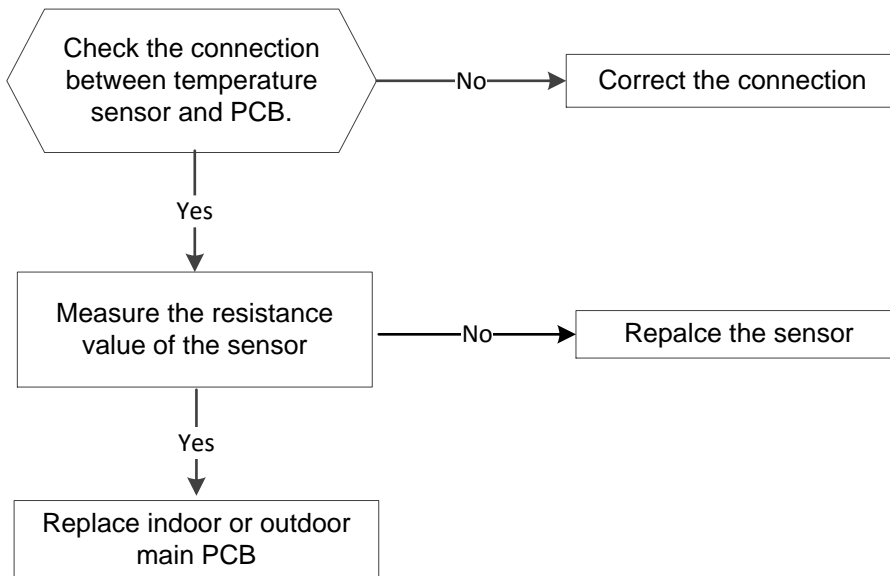 Check the connection
between temperature
sensor and PCB.
No
Correct the connection
Yes
Measure the resistance
value of the sensor
No
Repalce the sensor
Yes
Replace indoor or outdoor
main PCB